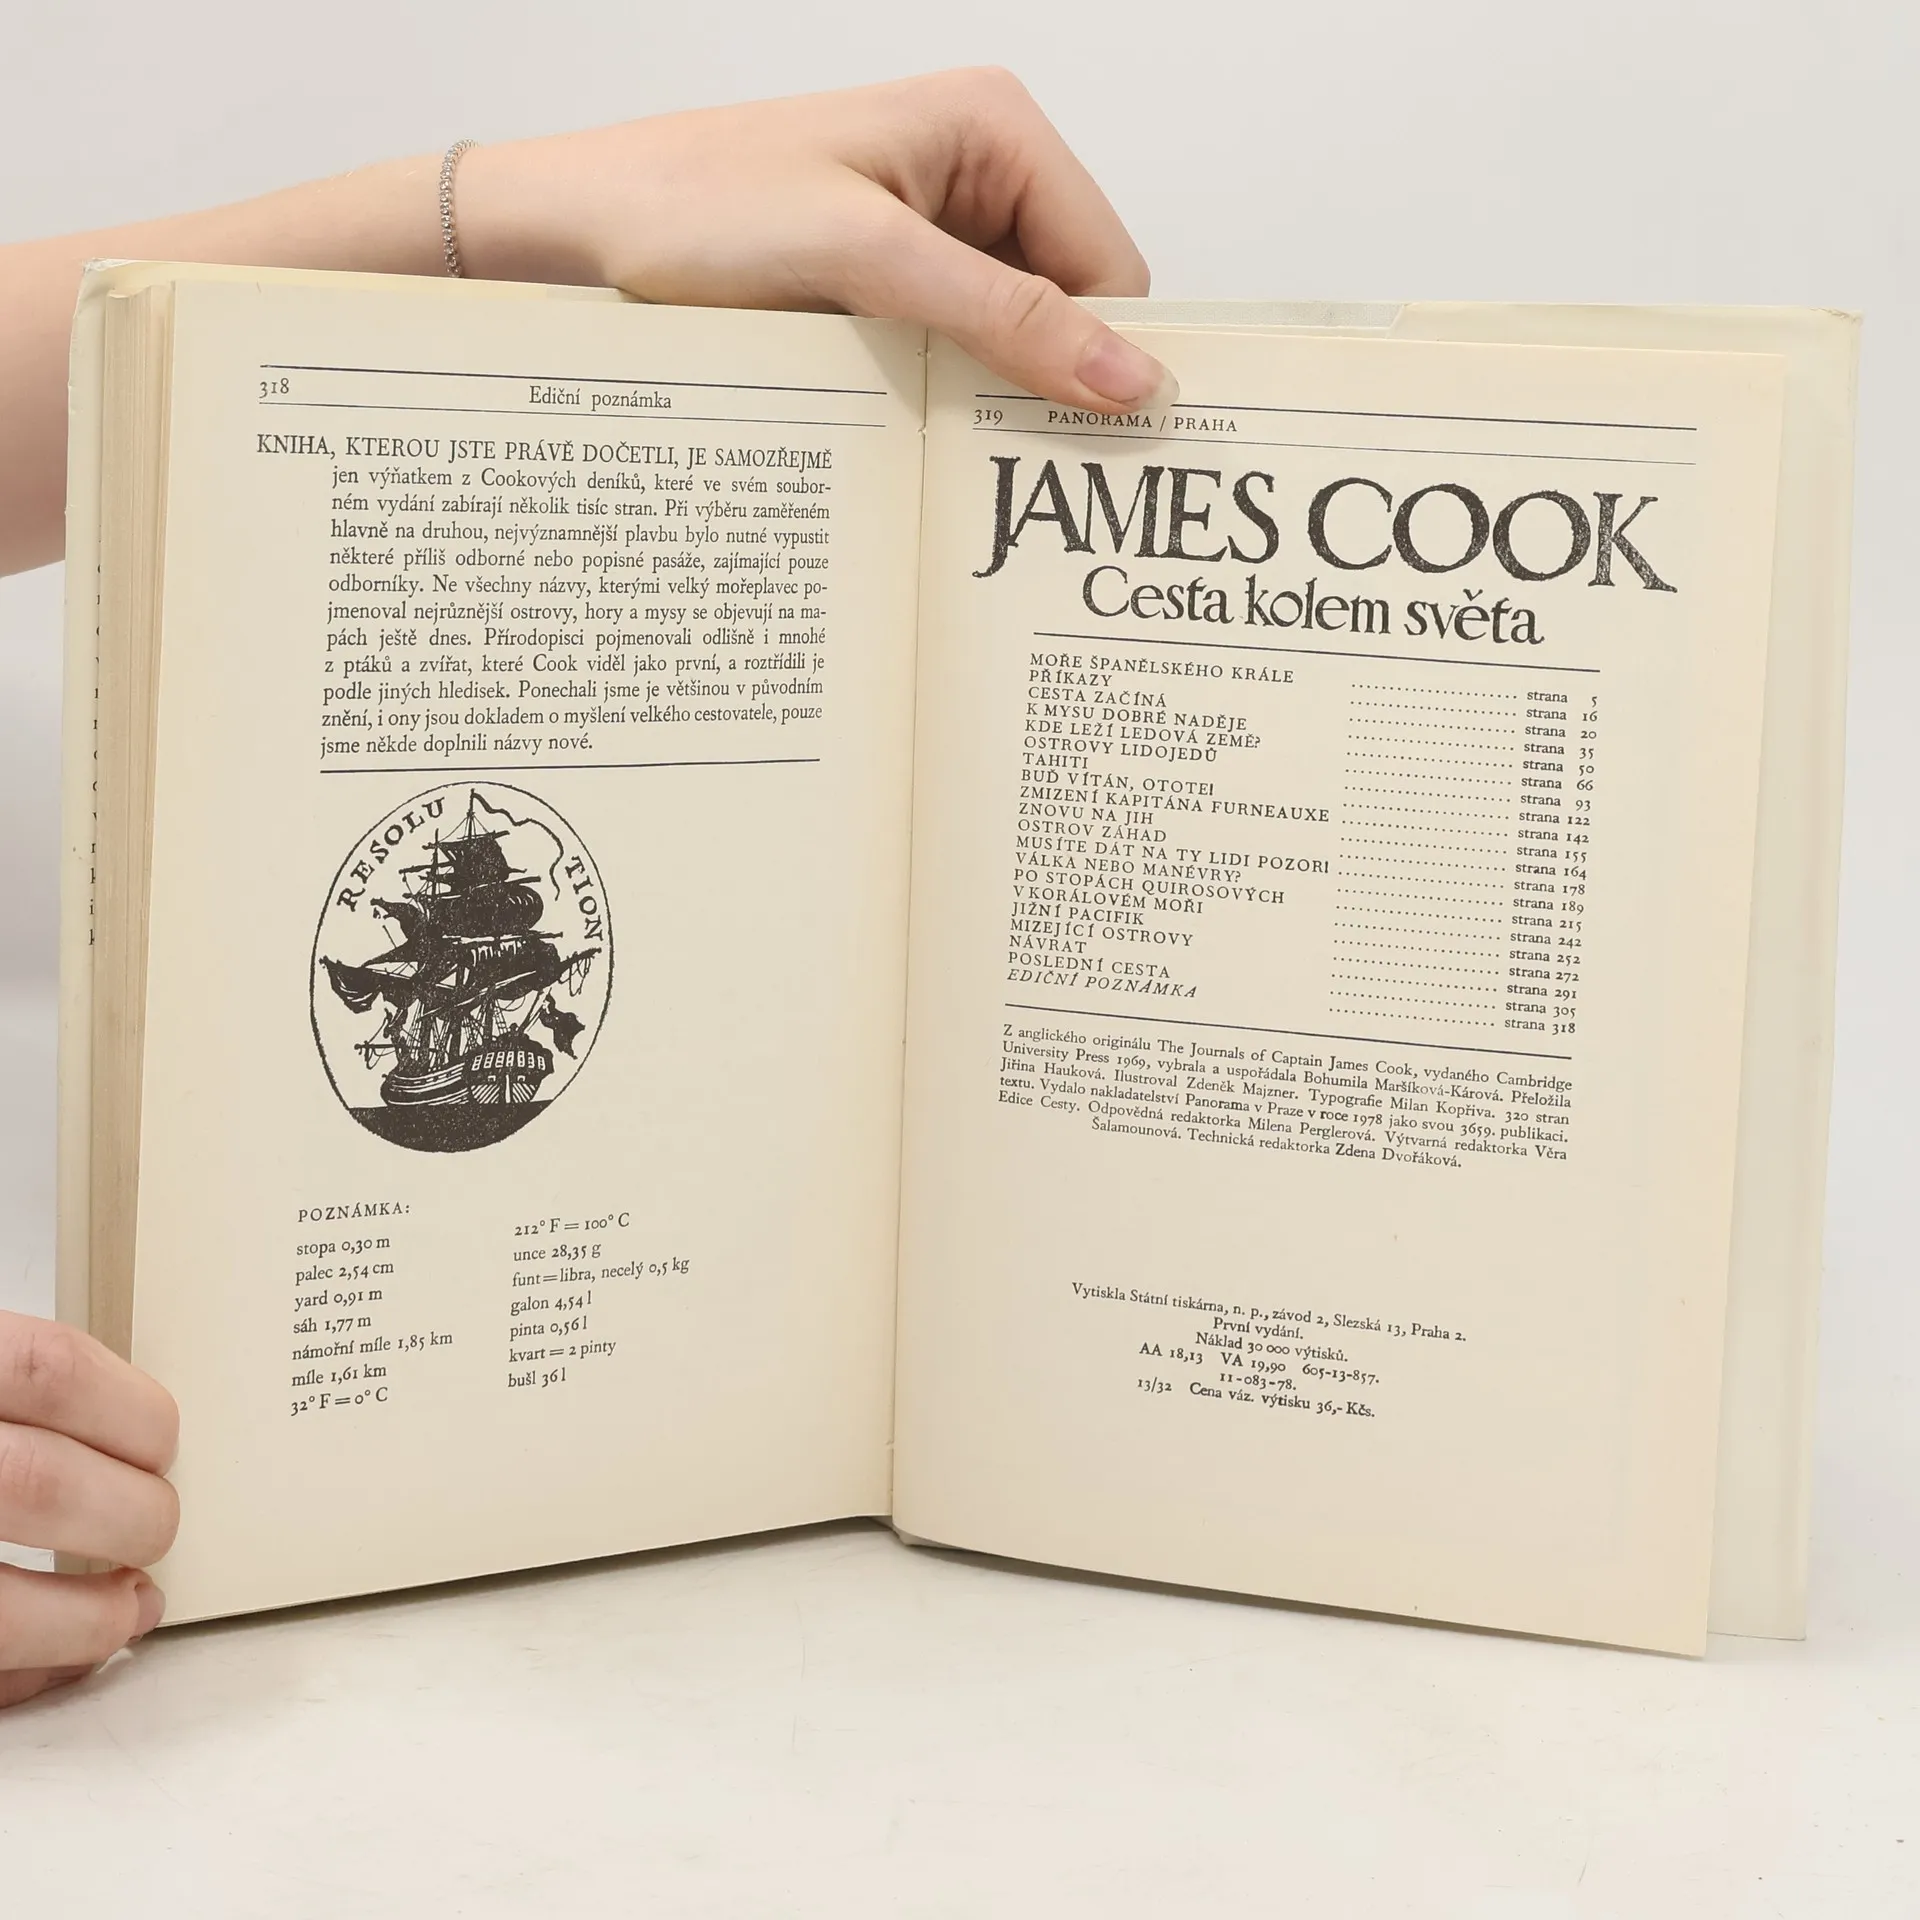 318
Ediční poznámka
KNIHA, KTEROU JSTE PRÁVĚ DOČETLI, JE SAMOZŘEJMĚ
jen výňatkem z Cookových deníků, které ve svém soubor-
ném vydání zabírají několik tisíc stran. Při výběru zaměřeném
hlavně na druhou, nejvýznamnější plavbu bylo nutné vypustit
některé příliš odborné nebo popisné pasáže, zajímající pouze
odborníky. Ne všechny názvy, kterými velký mořeplavec po-
jmenoval nejrůznější ostrovy, hory a mysy se objevují na ma-
pách ještě dnes. Přírodopisci pojmenovali odlišně i mnohé
z ptáků a zvířat, které Cook viděl jako první, a roztřídili je
podle jiných hledisek. Ponechali jsme je většinou v původním
znění, i ony jsou dokladem o myšlení velkého cestovatele, pouze
jsme někde doplnili názvy nové.
RESOLU TION
POZNÁMKA:
stopa 0,30 m
palec 2,54 cm
yard 0,91 m
sáh 1,77 m
námořní míle 1,85 km
míle 1,61 km
32° F = 0° C
212° F = 100° C
unce 28,35 g
funt=libra, necelý 0,5 kg
galon 4,54 l
pinta 0,56 l
kvart = 2 pinty
bušl 36 l
319 PANORAMA / PRAHA
JAMES COOK
Cesta kolem světa
MOŘE ŠPANĚLSKÉHO KRÁLE ........ strana 5
PŘÍKAZY ........ strana 16
CESTA ZAČÍNÁ ........ strana 20
K MYSU DOBRÉ NADĚJE ........ strana 35
KDE LEŽÍ LEDOVÁ ZEMĚ? ........ strana 50
OSTROVY LIDOJEDŮ ........ strana 66
TAHITI ........ strana 93
BUĎ VÍTÁN, OTOTEI ........ strana 122
ZMIZENÍ KAPITÁNA FURNEAUXE ........ strana 142
ZNOVU NA JIH ........ strana 155
OSTROV ZÁHAD ........ strana 164
MUSÍTE DÁT NA TY LIDI POZOR! ........ strana 178
VÁLKA NEBO MANÉVRY? ........ strana 189
PO STOPÁCH QUIROSOVÝCH ........ strana 215
V KORÁLOVÉM MOŘI ........ strana 242
JIŽNÍ PACIFIK ........ strana 252
MIZEJÍCÍ OSTROVY ........ strana 272
NÁVRAT ........ strana 291
POSLEDNÍ CESTA ........ strana 305
EDIČNÍ POZNÁMKA ........ strana 318
Z anglického originálu The Journals of Captain James Cook, vydaného Cambridge
University Press 1969, vybrala a uspořádala Bohumila Maršíková-Kárová. Přeložila
Jiřina Hauková. Ilustroval Zdeněk Majzner. Typografie Milan Kopřiva. 320 stran
textu. Vydalo nakladatelství Panorama v Praze v roce 1978 jako svou 3659. publikaci.
Edice Cesty. Odpovědná redaktorka Milena Perglerová. Výtvarná redaktorka Věra
Šalamounová. Technická redaktorka Zdena Dvořáková.
Vytiskla Státní tiskárna, n. p., závod 2, Slezská 13, Praha 2.
První vydání.
Náklad 30 000 výtisků.
AA 18,13 VA 19,90 605-13-857.
11-083-78.
13/32 Cena váz. výtisku 36,- Kčs.